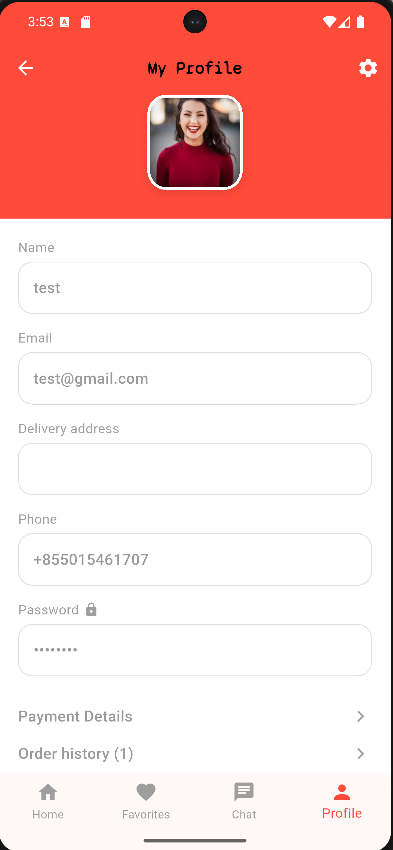 3:53
My Profile
Name
test
Email
test@gmail.com
Delivery address
Phone
+855015461707
Password
••••••••
Payment Details
Order history (1)
Home
Favorites
Chat
Profile